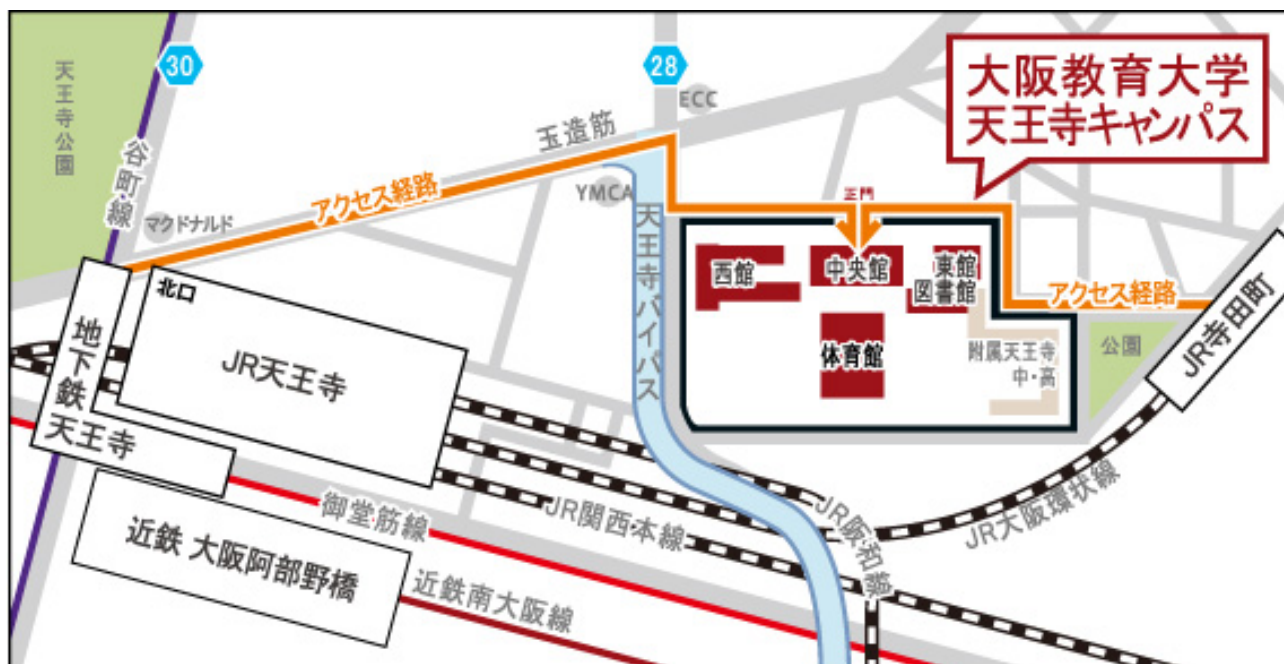 30
28
ECC
大阪教育大学
天王寺キャンパス
天王寺公園
谷町線
玉造筋
アクセス経路
YMCA
マクドナルド
天王寺バイパス
正門
西館
中央館
東館
図書館
体育館
附属天王寺
中・高
アクセス経路
公園
JR寺田町
北口
JR天王寺
地下鉄
天王寺
近鉄 大阪阿部野橋
御堂筋線
近鉄南大阪線
JR関西本線
JR阪和線
JR大阪環状線